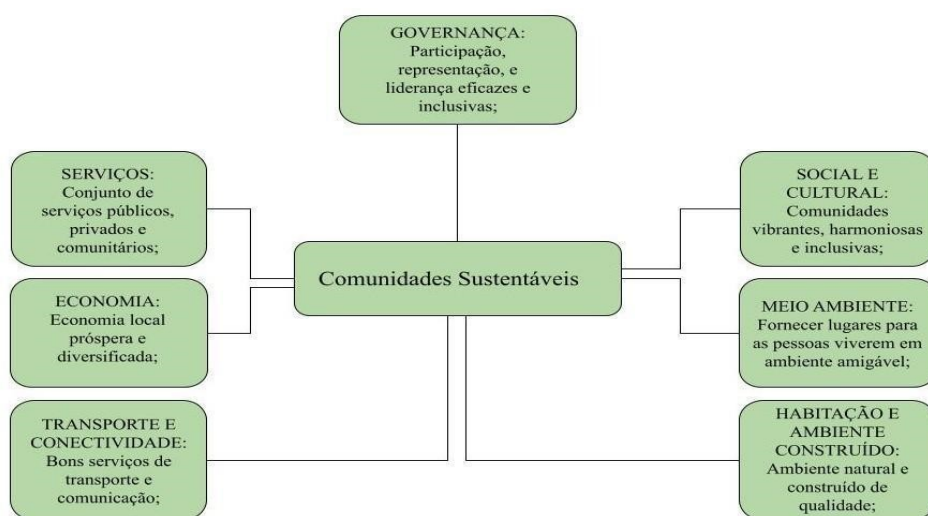 GOVERNANÇA:
Participação,
representação, e
liderança eficazes e
inclusivas;
SERVIÇOS:
Conjunto de
serviços públicos,
privados e
comunitários;
SOCIAL E
CULTURAL:
Comunidades
vibrantes, harmoniosas
e inclusivas;
Comunidades Sustentáveis
ECONOMIA:
Economia local
próspera e
diversificada;
MEIO AMBIENTE:
Fornecer lugares para
as pessoas viverem em
ambiente amigável;
TRANSPORTE E
CONECTIVIDADE:
Bons serviços de
transporte e
comunicação;
HABITAÇÃO E
AMBIENTE
CONSTRUÍDO:
Ambiente natural e
construído de
qualidade;